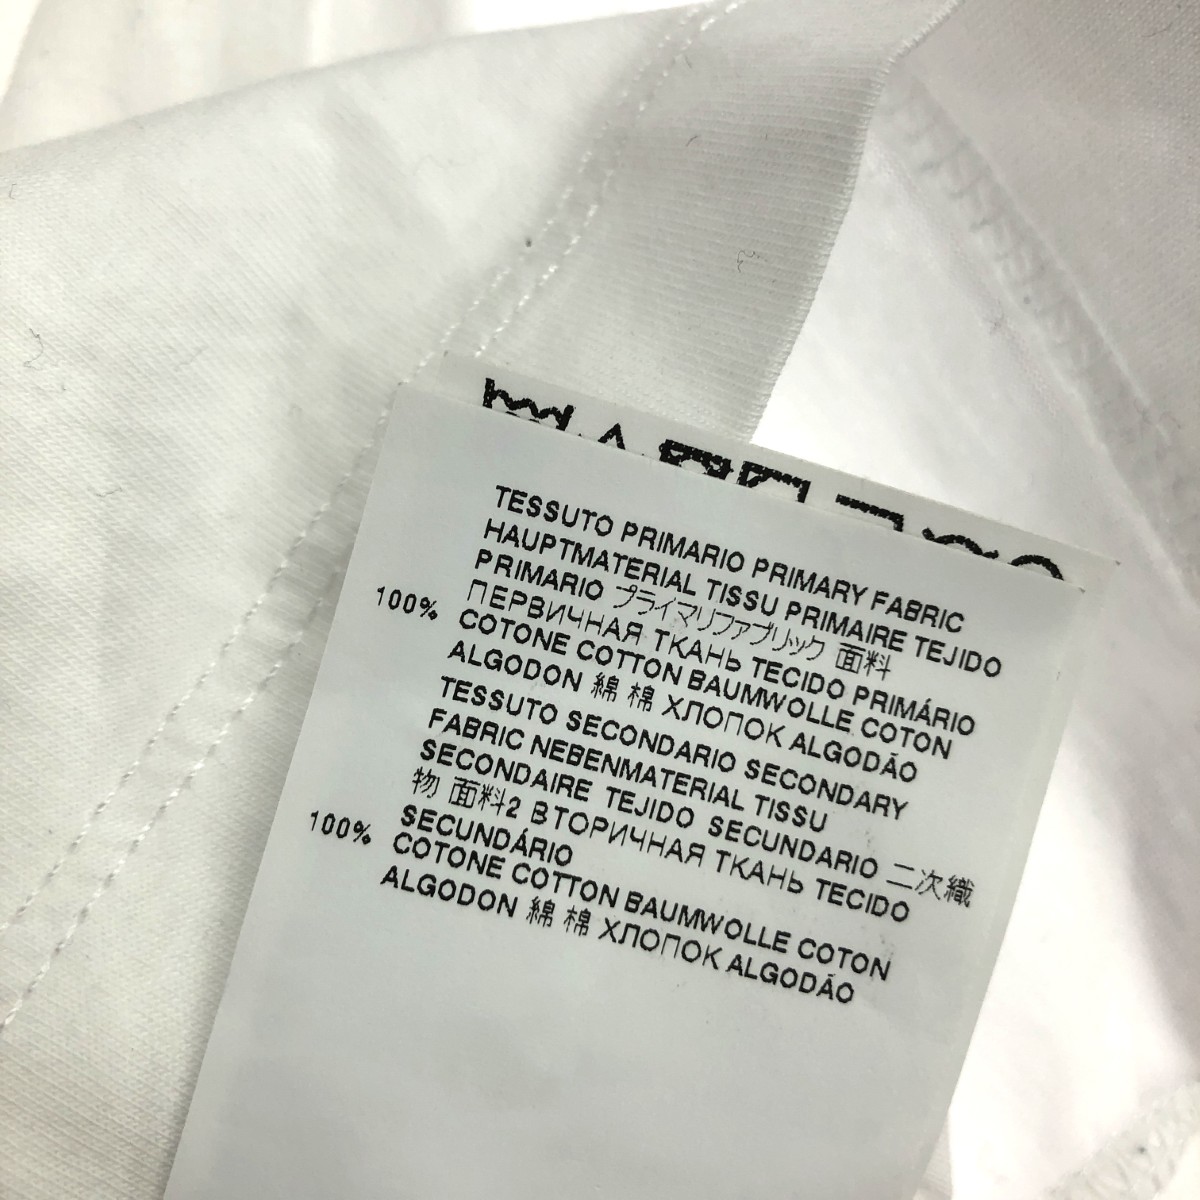 TESSUTO PRIMARIO PRIMARY FABRIC
HAUPTMATERIAL TISSU PRIMAIRE TEJIDO
PRIMARIO プライマリファブリック 面料
ПЕРВИЧНАЯ ТКАНЬ TECIDO PRIMÁRIO
100% COTONE COTTON BAUMWOLLE COTON
ALGODON 綿 棉 ХЛОПОК ALGODÃO
TESSUTO SECONDARIO SECONDARY
FABRIC NEBENMATERIAL TISSU
SECONDAIRE TEJIDO SECUNDARIO 二次織
物 面料2 ВТОРИЧНАЯ ТКАНЬ TECIDO
SECUNDÁRIO
100% COTONE COTTON BAUMWOLLE COTON
ALGODON 綿 棉 ХЛОПОК ALGODÃO